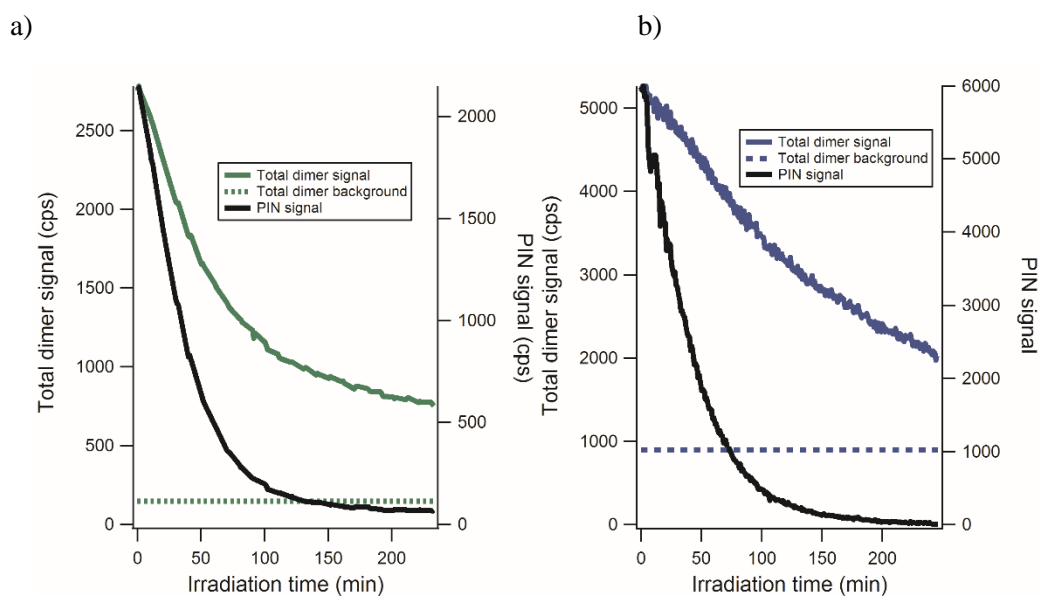 a)
Total dimer signal (cps)
2500
2000
1500
1000
500
0
Total dimer signal
Total dimer background
PIN signal
2000
1500
1000
500
0
PIN signal (cps)
0
50
100
150
200
Irradiation time (min)
b)
Total dimer signal (cps)
5000
4000
3000
2000
1000
0
Total dimer signal
Total dimer background
PIN signal
6000
5000
4000
3000
2000
1000
0
PIN signal
0
50
100
150
200
Irradiation time (min)